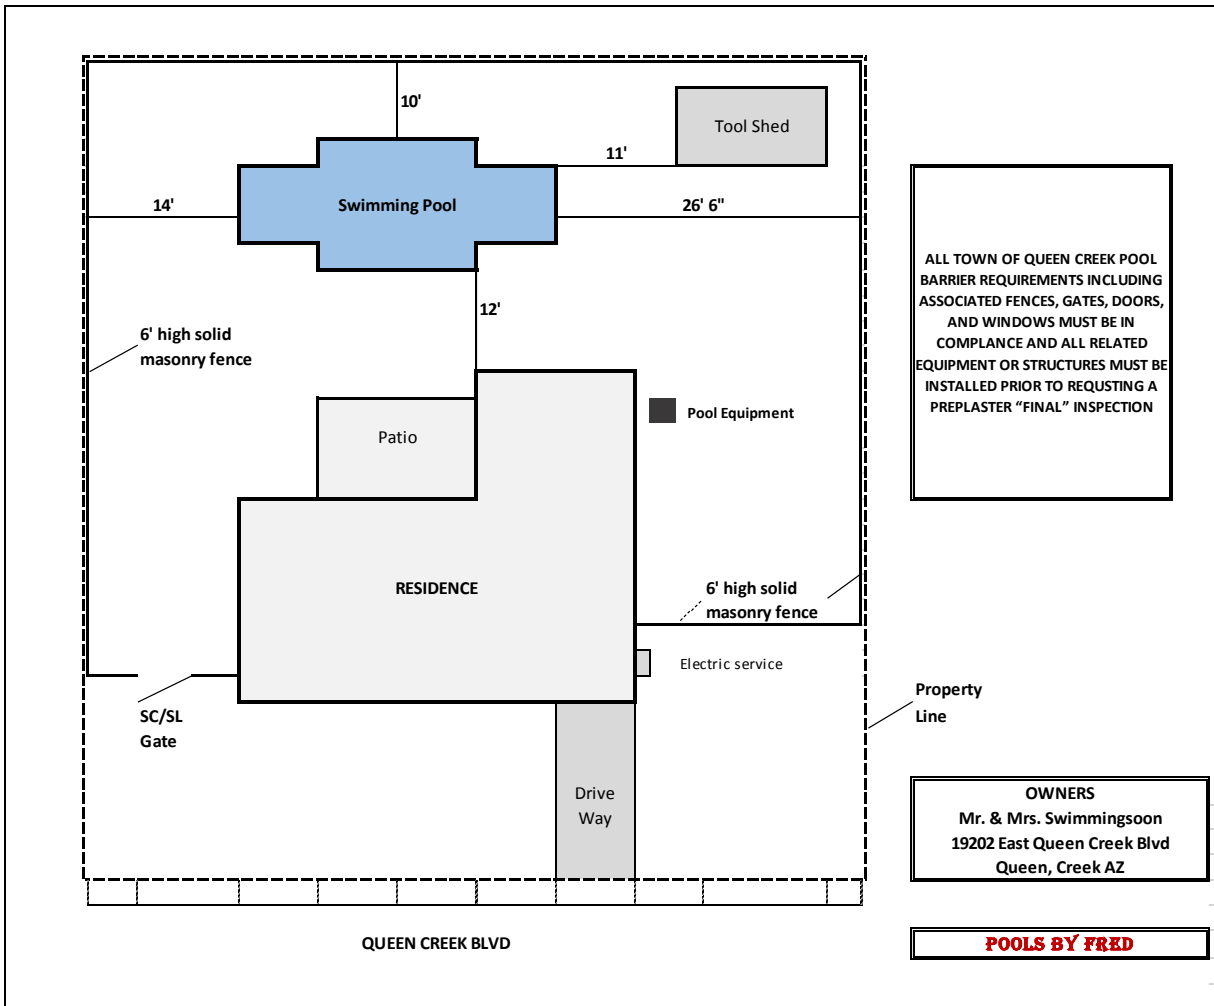 10'
Tool Shed
11'
14'
Swimming Pool
26' 6"
12'
6' high solid
masonry fence
Patio
Pool Equipment
RESIDENCE
6' high solid
masonry fence
Electric service
SC/SL
Gate
Property
Line
Drive
Way
QUEEN CREEK BLVD
ALL TOWN OF QUEEN CREEK POOL
BARRIER REQUIREMENTS INCLUDING
ASSOCIATED FENCES, GATES, DOORS,
AND WINDOWS MUST BE IN
COMPLANCE AND ALL RELATED
EQUIPMENT OR STRUCTURES MUST BE
INSTALLED PRIOR TO REQUSTING A
PREPLASTER “FINAL” INSPECTION
OWNERS
Mr. & Mrs. Swimmingsoon
19202 East Queen Creek Blvd
Queen, Creek AZ
POOLS BY FRED